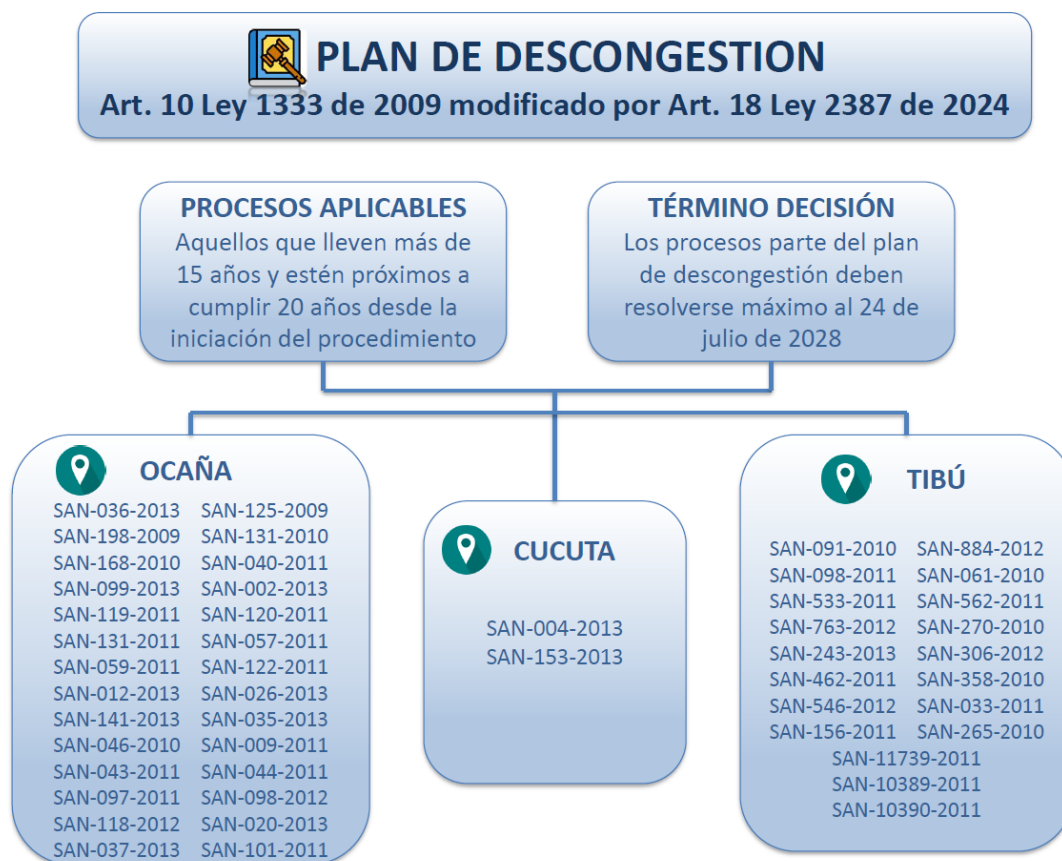 PLAN DE DESCONGESTION
Art. 10 Ley 1333 de 2009 modificado por Art. 18 Ley 2387 de 2024
PROCESOS APLICABLES
Aquellos que lleven más de
15 años y estén próximos a
cumplir 20 años desde la
iniciación del procedimiento
TÉRMINO DECISIÓN
Los procesos parte del plan
de descongestión deben
resolverse máximo al 24 de
julio de 2028
OCAÑA
SAN-036-2013 SAN-125-2009
SAN-198-2009 SAN-131-2010
SAN-168-2010 SAN-040-2011
SAN-099-2013 SAN-002-2013
SAN-119-2011 SAN-120-2011
SAN-131-2011 SAN-057-2011
SAN-059-2011 SAN-122-2011
SAN-012-2013 SAN-026-2013
SAN-141-2013 SAN-035-2013
SAN-046-2010 SAN-009-2011
SAN-043-2011 SAN-044-2011
SAN-097-2011 SAN-098-2012
SAN-118-2012 SAN-020-2013
SAN-037-2013 SAN-101-2011
CUCUTA
SAN-004-2013
SAN-153-2013
TIBÚ
SAN-091-2010 SAN-884-2012
SAN-098-2011 SAN-061-2010
SAN-533-2011 SAN-562-2011
SAN-763-2012 SAN-270-2010
SAN-243-2013 SAN-306-2012
SAN-462-2011 SAN-358-2010
SAN-546-2012 SAN-033-2011
SAN-156-2011 SAN-265-2010
SAN-11739-2011
SAN-10389-2011
SAN-10390-2011